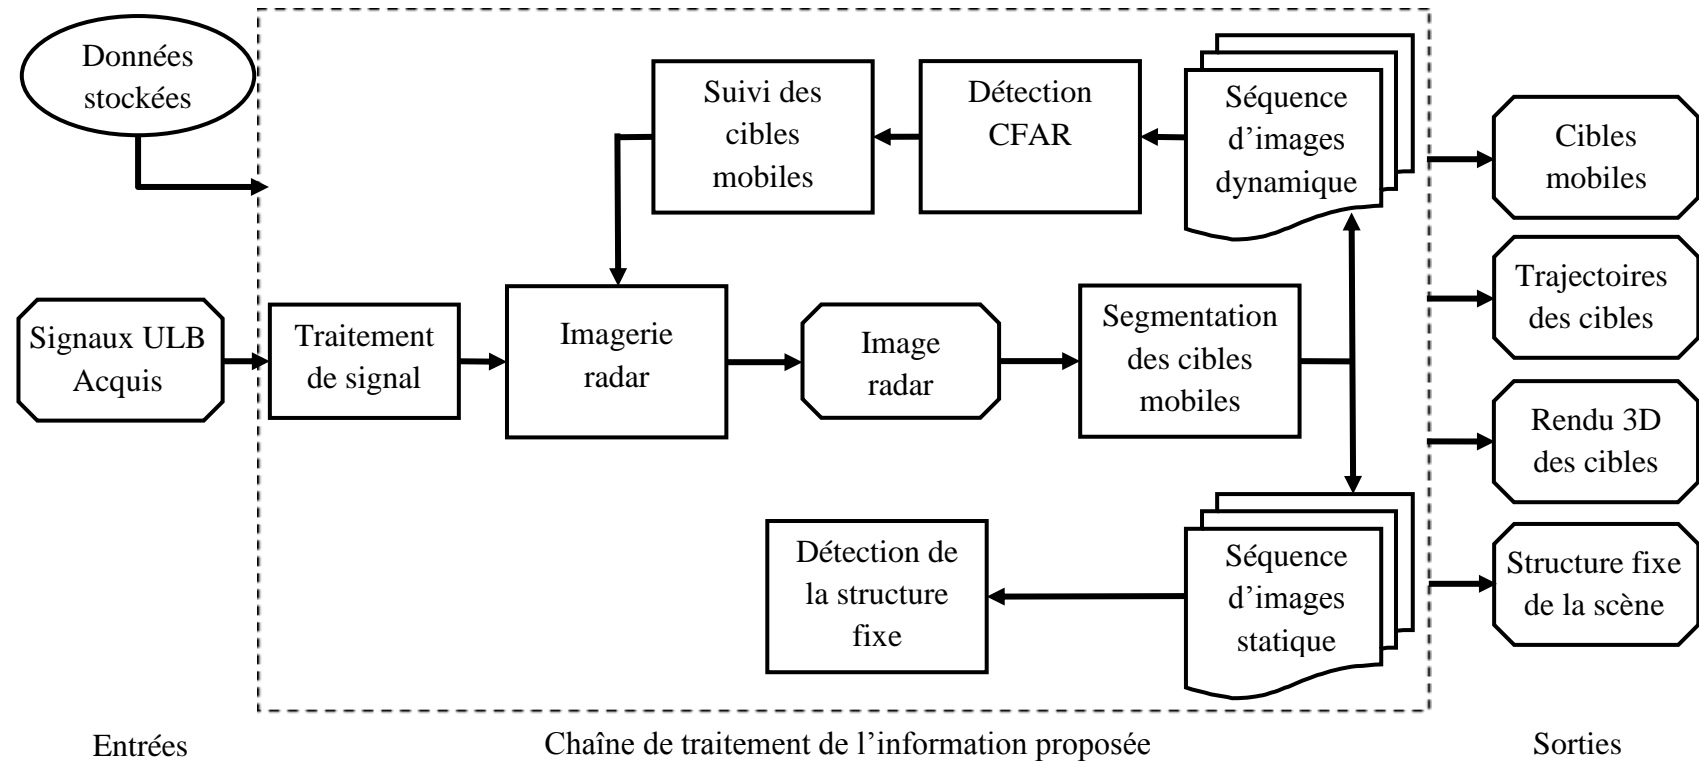 Données
stockées
Suivi des
cibles
mobiles
Détection
CFAR
Séquence
d’images
dynamique
Cibles
mobiles
Signaux ULB
Acquis
Traitement
de signal
Imagerie
radar
Image
radar
Segmentation
des cibles
mobiles
Trajectoires
des cibles
Rendu 3D
des cibles
Détection de
la structure
fixe
Séquence
d’images
statique
Structure fixe
de la scène
Entrées
Chaîne de traitement de l’information proposée
Sorties